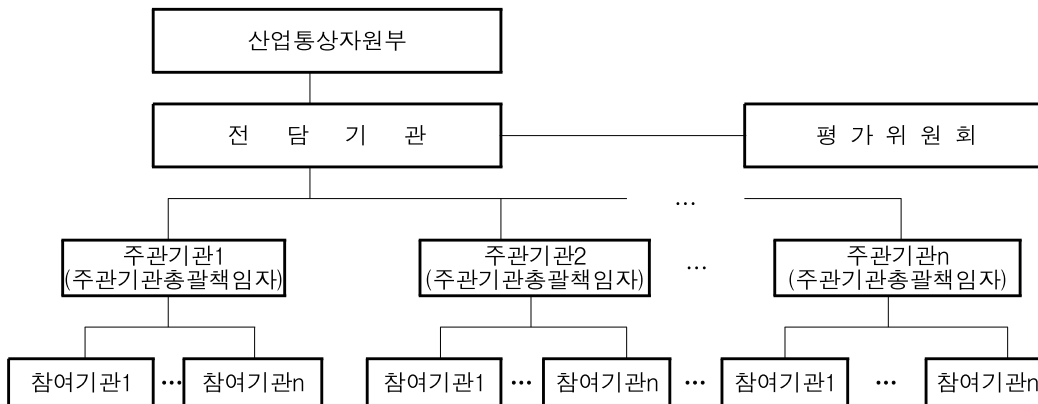 산업통상자원부
전 담 기 관
평 가 위 원 회
...
주관기관1
(주관기관총괄책임자)
주관기관2
(주관기관총괄책임자)
...
주관기관n
(주관기관총괄책임자)
참여기관1 ... 참여기관n
참여기관1 ... 참여기관n ... 참여기관1 ... 참여기관n